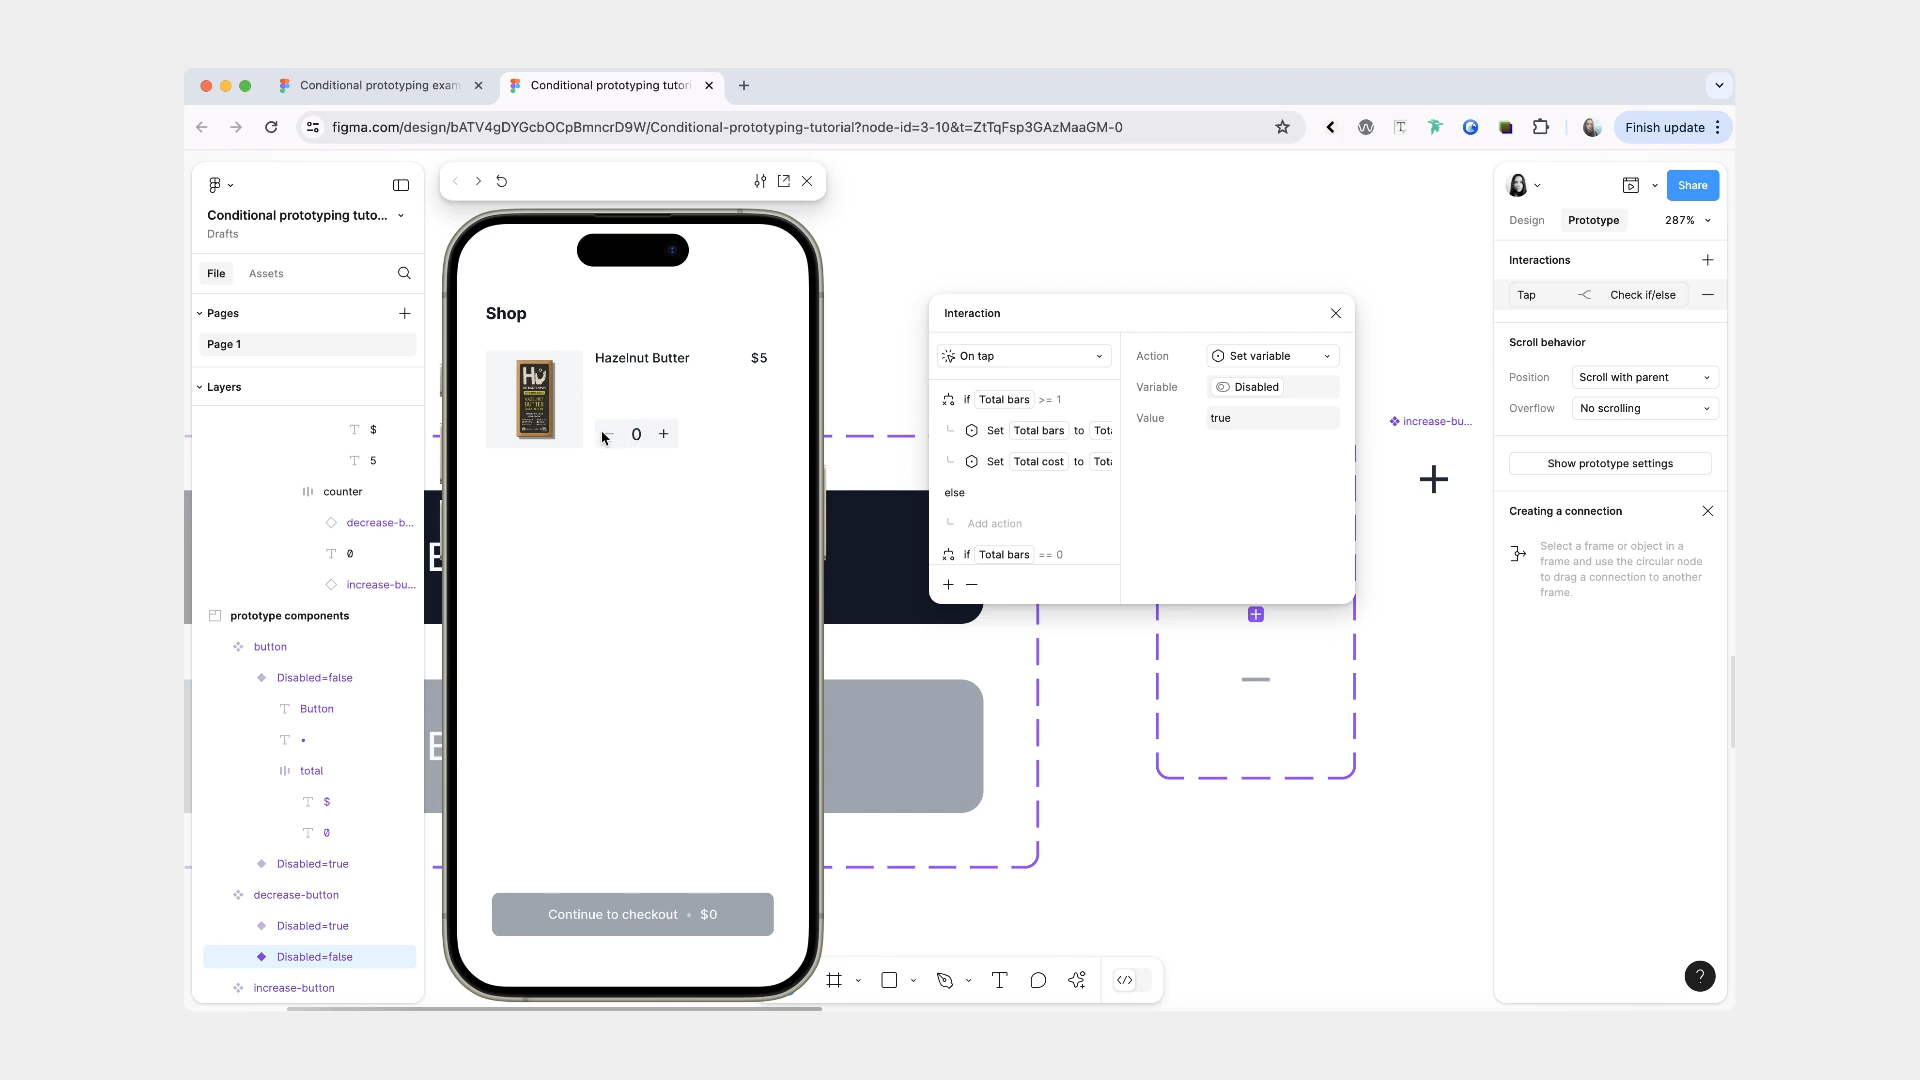 Conditional prototyping exam
Conditional prototyping tutori
figma.com/design/bATV4gDYGcbOCpBmncrD9W/Conditional-prototyping-tutorial?node-id=3-10&t=ZtTqFsp3GAzMaaGM-0
Finish update
Conditional prototyping tuto...
Drafts
File
Assets
Pages
Page 1
Layers
$
5
counter
decrease-b...
0
increase-bu...
prototype components
button
Disabled=false
Button
•
total
$
0
Disabled=true
decrease-button
Disabled=true
Disabled=false
increase-button
Shop
Hazelnut Butter
$5
HU
HAZELNUT
BUTTER
0
+
Continue to checkout • $0
Interaction
On tap
if Total bars >= 1
Set Total bars to Tota
Set Total cost to Tota
else
Add action
if Total bars == 0
Action
Set variable
Variable
Disabled
Value
true
increase-bu...
Share
Design
Prototype
287%
Interactions
Tap
Check if/else
Scroll behavior
Position
Scroll with parent
Overflow
No scrolling
Show prototype settings
Creating a connection
Select a frame or object in a
frame and use the circular node
to drag a connection to another
frame.
?